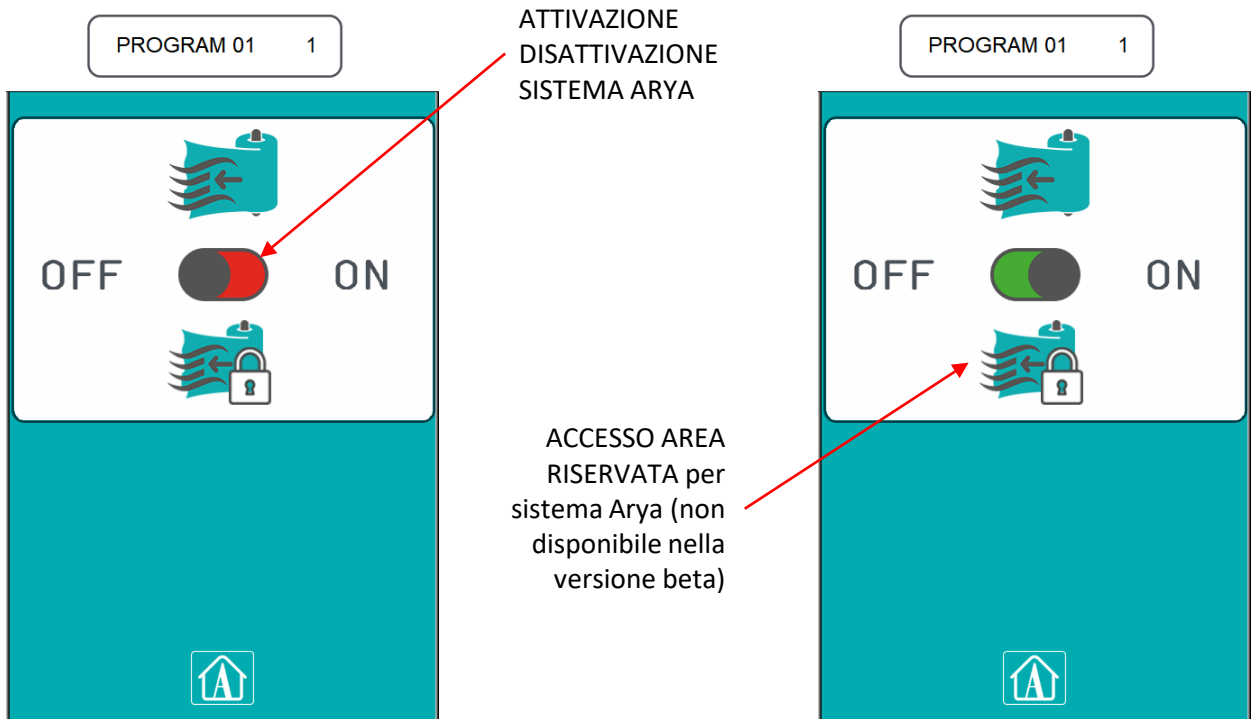 PROGRAM 01 1
ATTIVAZIONE
DISATTIVAZIONE
SISTEMA ARYA
PROGRAM 01 1
OFF ON
OFF ON
ACCESSO AREA
RISERVATA per
sistema Arya (non
disponibile nella
versione beta)
A
A